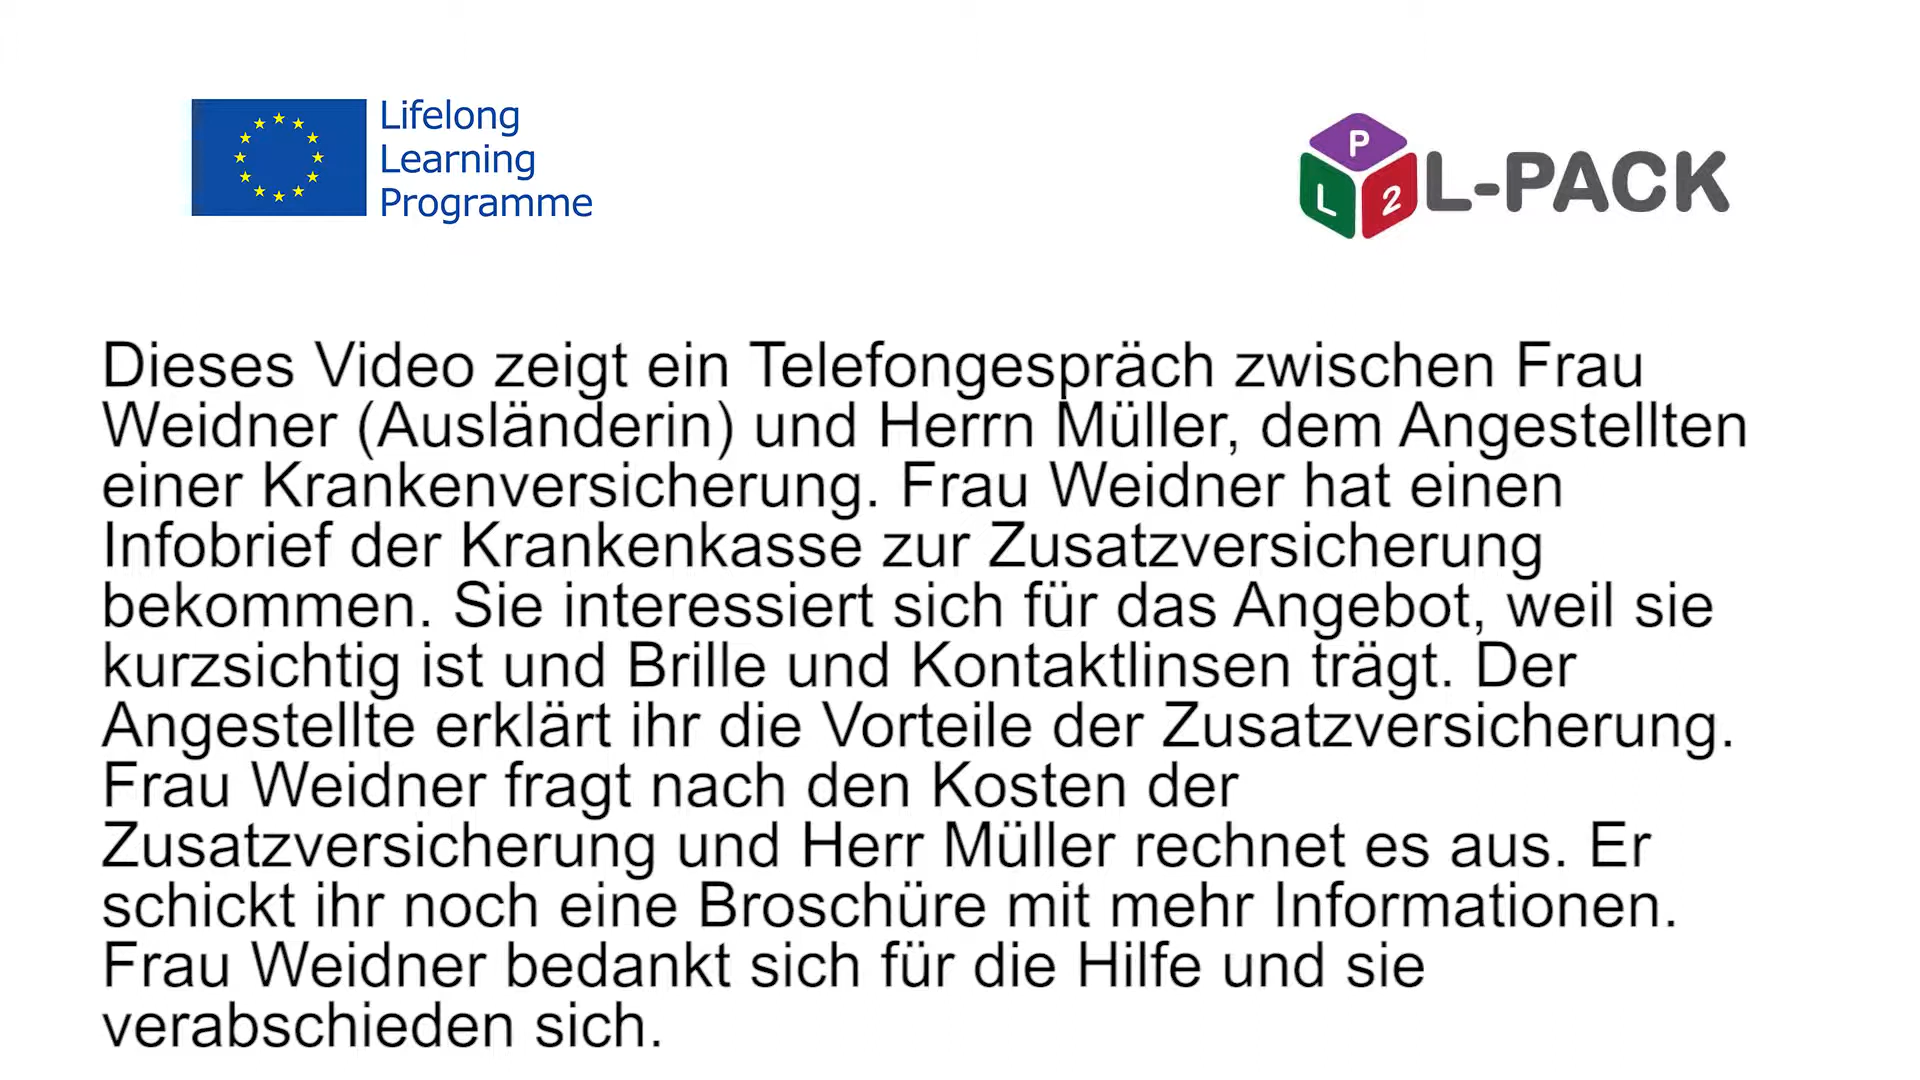 Lifelong
Learning
Programme
P
L
2
L-PACK
Dieses Video zeigt ein Telefongespräch zwischen Frau
Weidner (Ausländerin) und Herrn Müller, dem Angestellten
einer Krankenversicherung. Frau Weidner hat einen
Infobrief der Krankenkasse zur Zusatzversicherung
bekommen. Sie interessiert sich für das Angebot, weil sie
kurzsichtig ist und Brille und Kontaktlinsen trägt. Der
Angestellte erklärt ihr die Vorteile der Zusatzversicherung.
Frau Weidner fragt nach den Kosten der
Zusatzversicherung und Herr Müller rechnet es aus. Er
schickt ihr noch eine Broschüre mit mehr Informationen.
Frau Weidner bedankt sich für die Hilfe und sie
verabschieden sich.